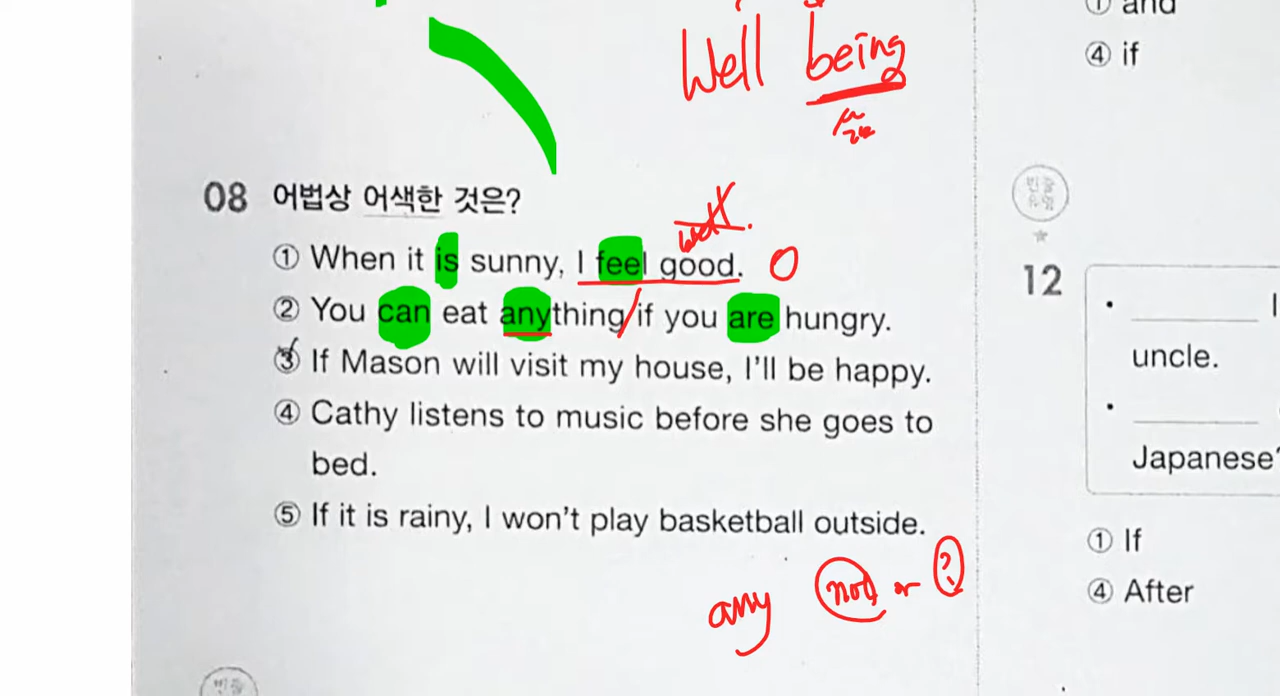 Well being
08 어법상 어색한 것은?
well.
① When it is sunny, I feel good. O
② You can eat anything/if you are hungry.
③ If Mason will visit my house, I'll be happy.
④ Cathy listens to music before she goes to
bed.
⑤ If it is rainy, I won't play basketball outside.
any not or ?
① and
④ if
12
uncle.
Japanese?
① If
④ After